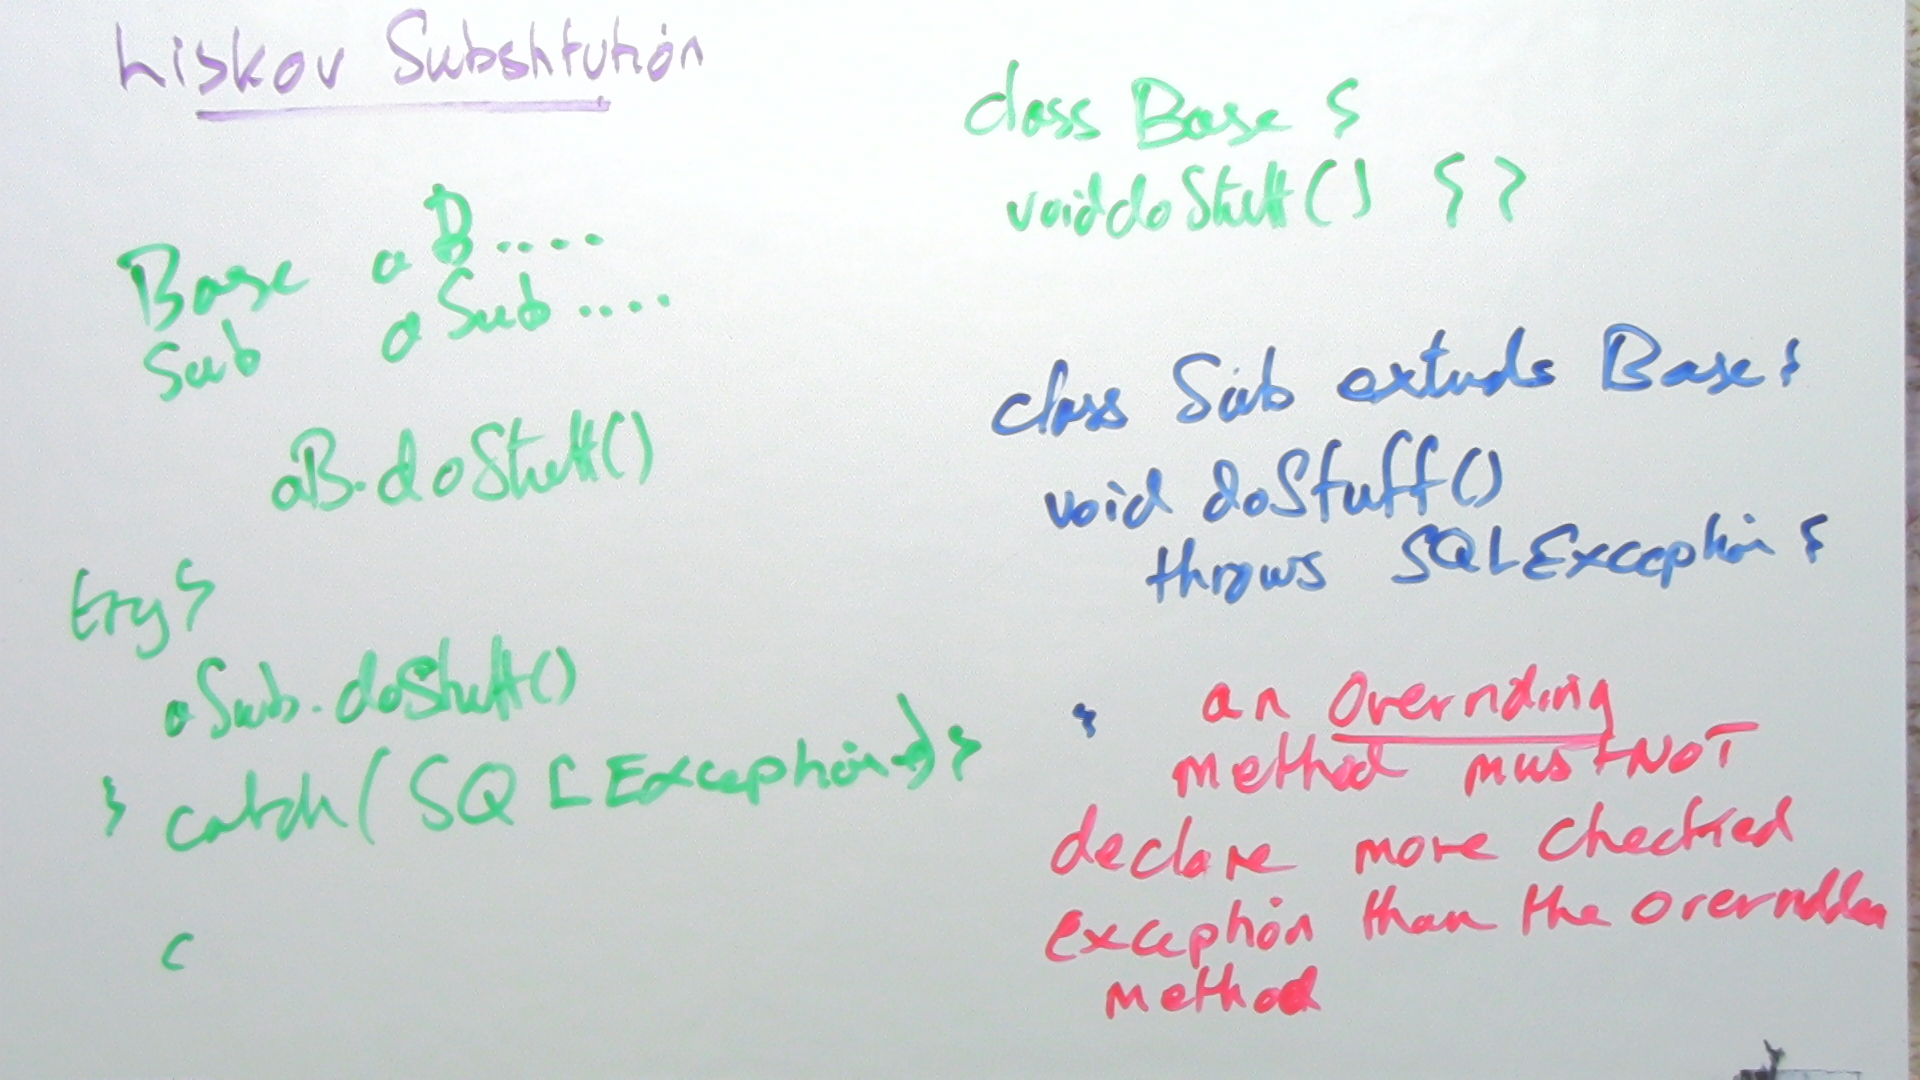 Liskov Substitution
Base aB....
Sub aSub....
aB.doStuff()
try {
aSub.doStuff()
} catch (SQLException e) }
c
class Base {
void doStuff() { }
class Sub extends Base {
void doStuff()
throws SQLException {
}
an overriding
method must NOT
declare more checked
exception than the overridden
method